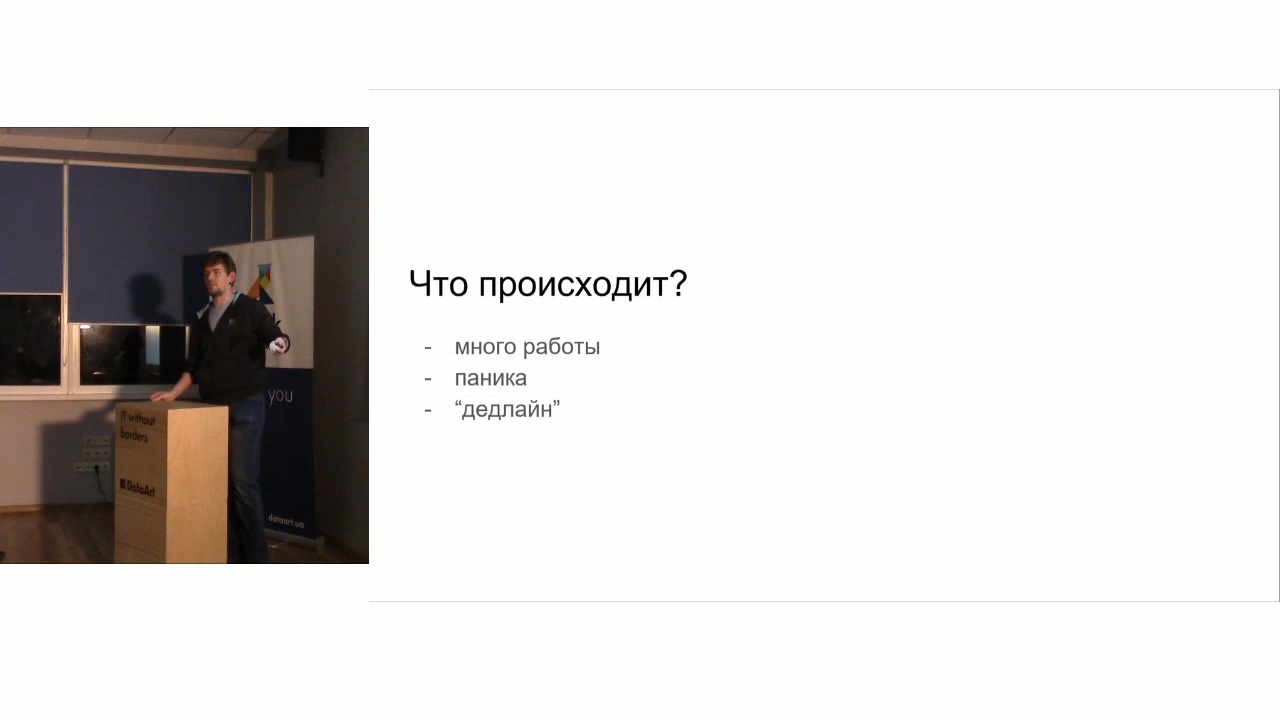 Что происходит?
- много работы
- паника
- “дедлайн”
you
IT without
borders
DataArt
dataart.ua